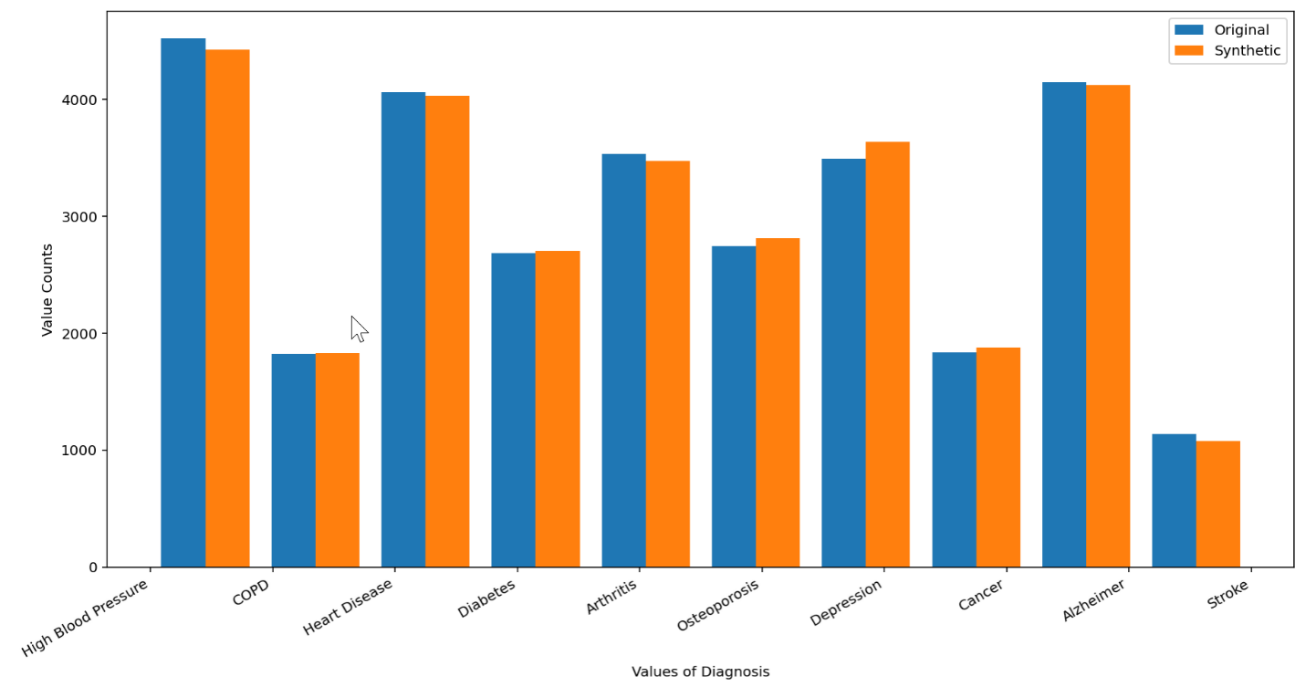 Original
Synthetic
4000
3000
2000
1000
0
Value Counts
High Blood Pressure
COPD
Heart Disease
Diabetes
Arthritis
Osteoporosis
Depression
Cancer
Alzheimer
Stroke
Values of Diagnosis